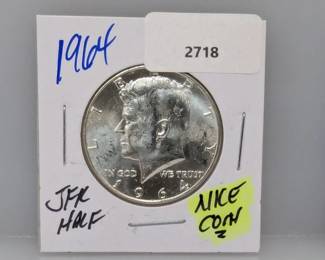 1964
2718
LIBERTY
IN GOD WE TRUST
1964
JFK
HALF
NICE
COIN